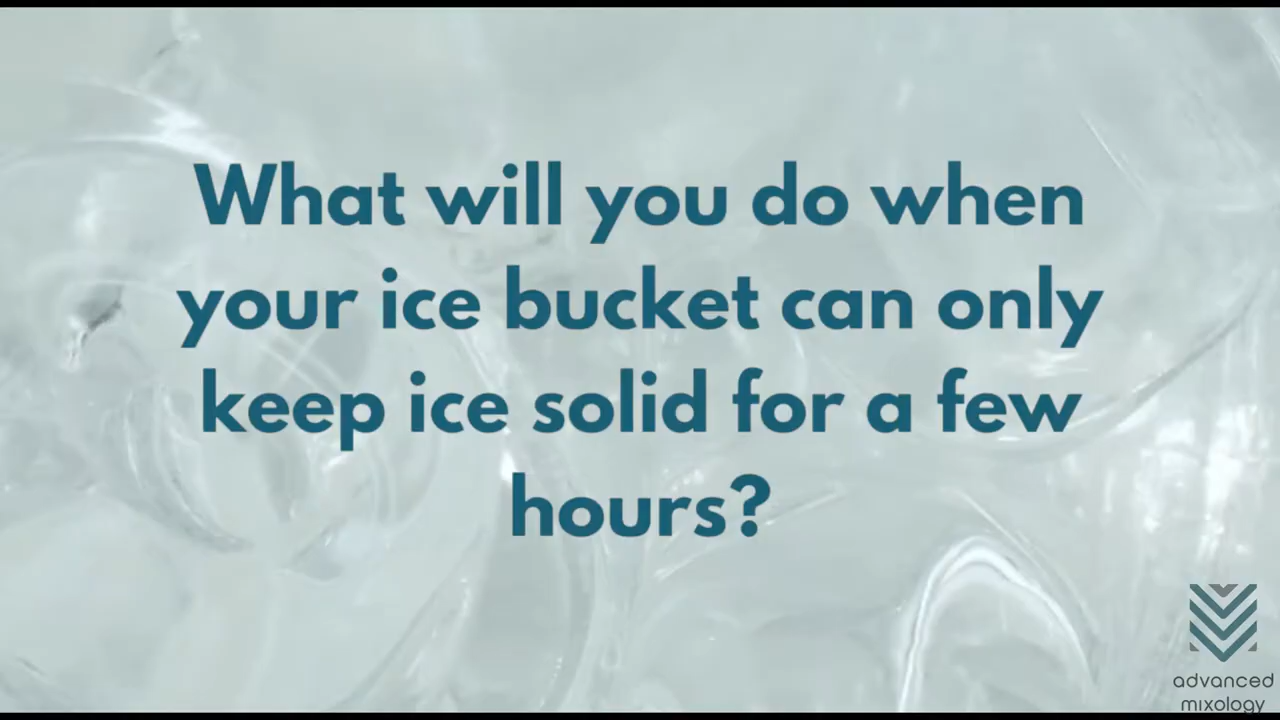 What will you do when
your ice bucket can only
keep ice solid for a few
hours?
advanced
mixology